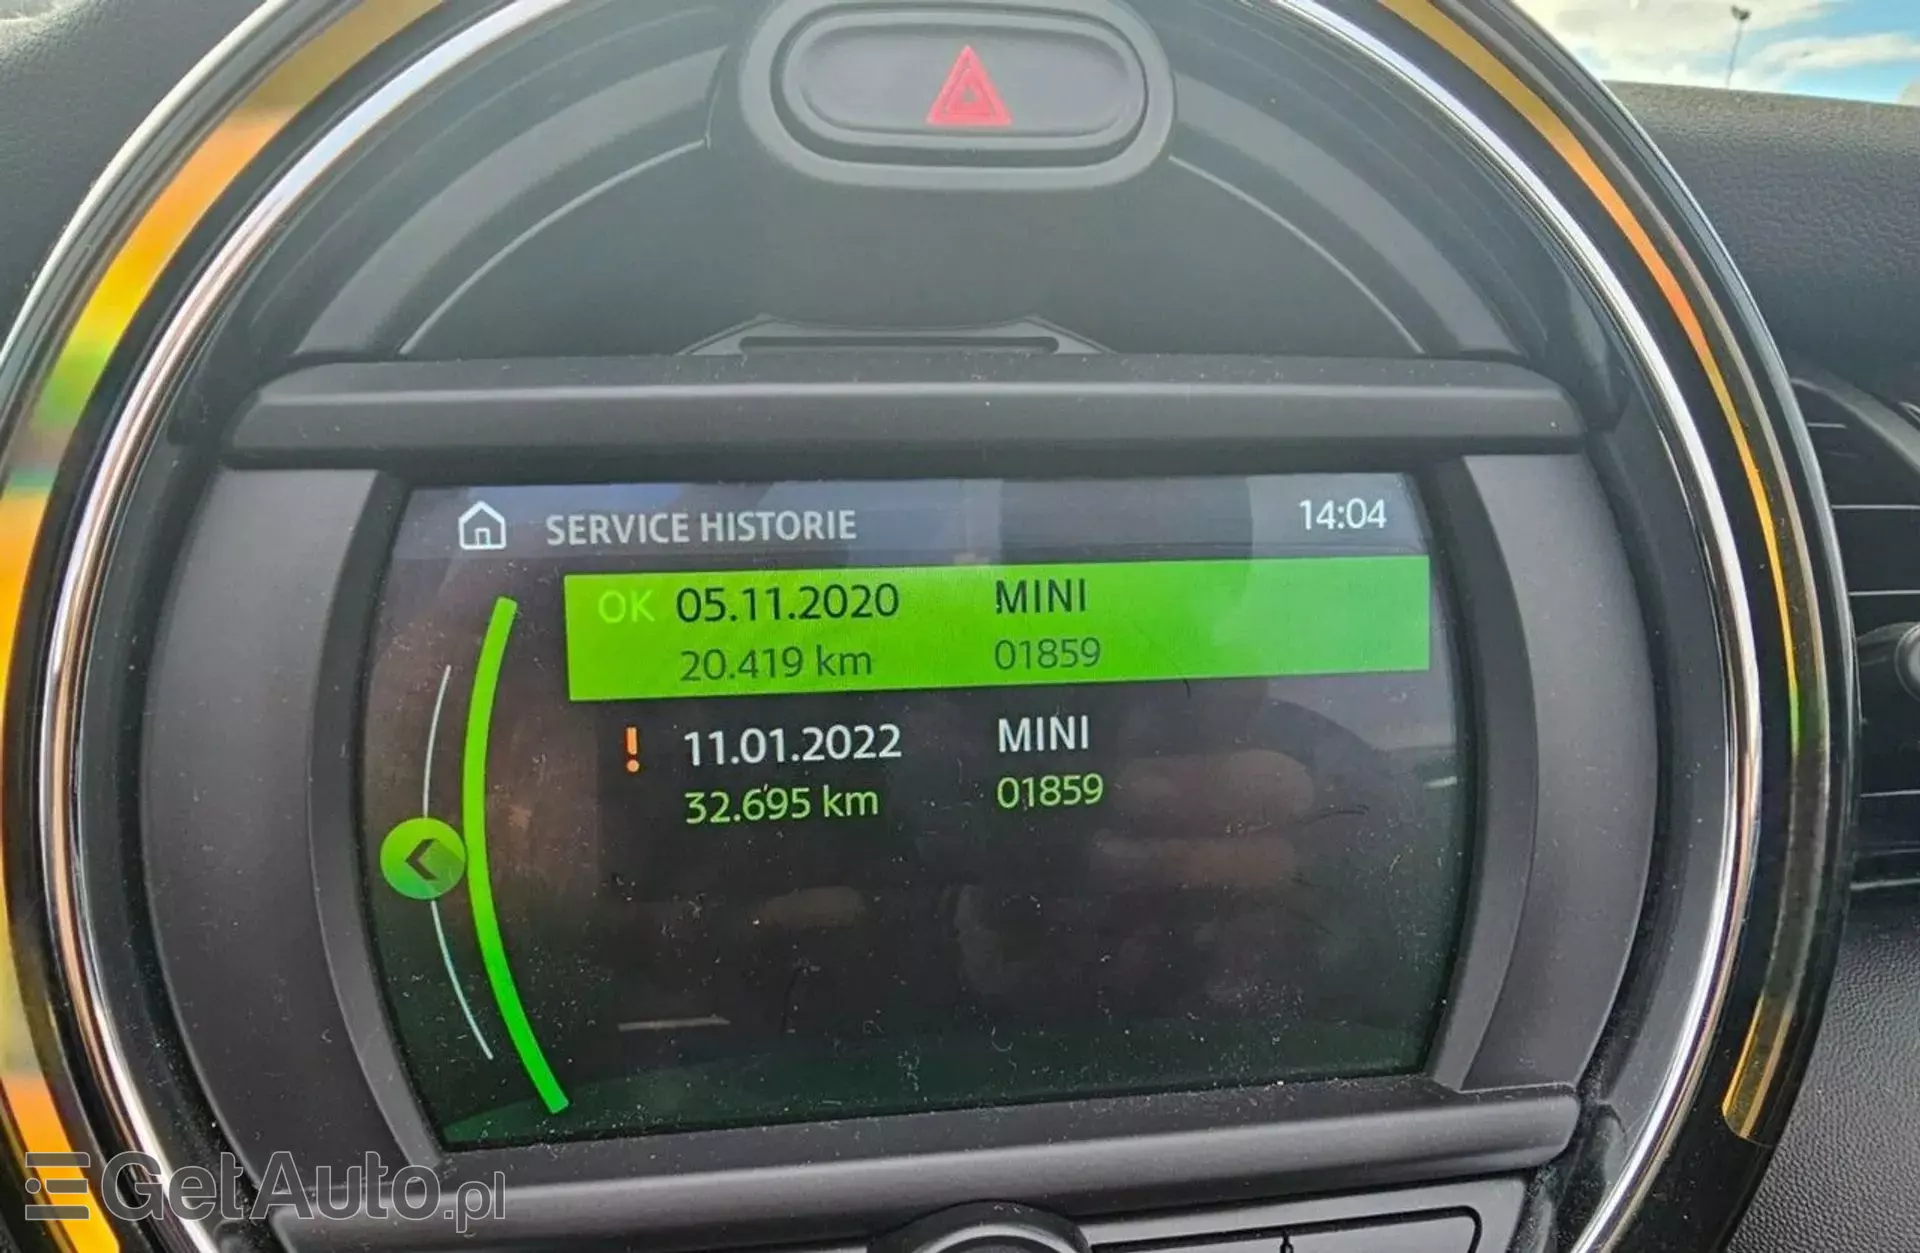 SERVICE HISTORIE 14:04
OK 05.11.2020 MINI
20.419 km 01859
! 11.01.2022 MINI
32.695 km 01859
GetAuto.pl